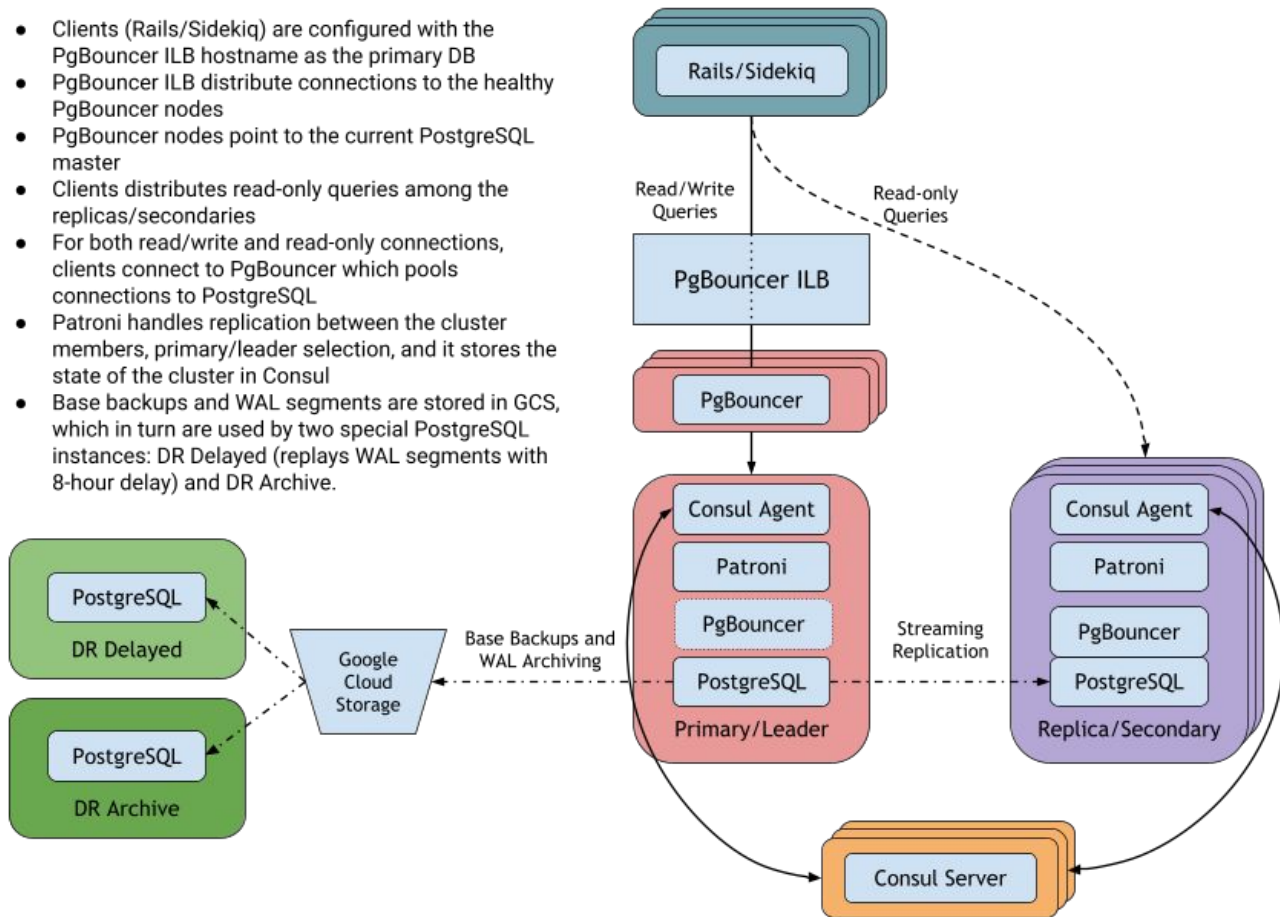 ● Clients (Rails/Sidekiq) are configured with the
PgBouncer ILB hostname as the primary DB
● PgBouncer ILB distribute connections to the healthy
PgBouncer nodes
● PgBouncer nodes point to the current PostgreSQL
master
● Clients distributes read-only queries among the
replicas/secondaries
● For both read/write and read-only connections,
clients connect to PgBouncer which pools
connections to PostgreSQL
● Patroni handles replication between the cluster
members, primary/leader selection, and it stores the
state of the cluster in Consul
● Base backups and WAL segments are stored in GCS,
which in turn are used by two special PostgreSQL
instances: DR Delayed (replays WAL segments with
8-hour delay) and DR Archive.
Rails/Sidekiq
Read/Write
Queries
Read-only
Queries
PgBouncer ILB
PgBouncer
Consul Agent
Patroni
PgBouncer
PostgreSQL
Primary/Leader
Consul Agent
Patroni
PgBouncer
PostgreSQL
Replica/Secondary
Streaming
Replication
Base Backups and
WAL Archiving
Google
Cloud
Storage
PostgreSQL
DR Delayed
PostgreSQL
DR Archive
Consul Server